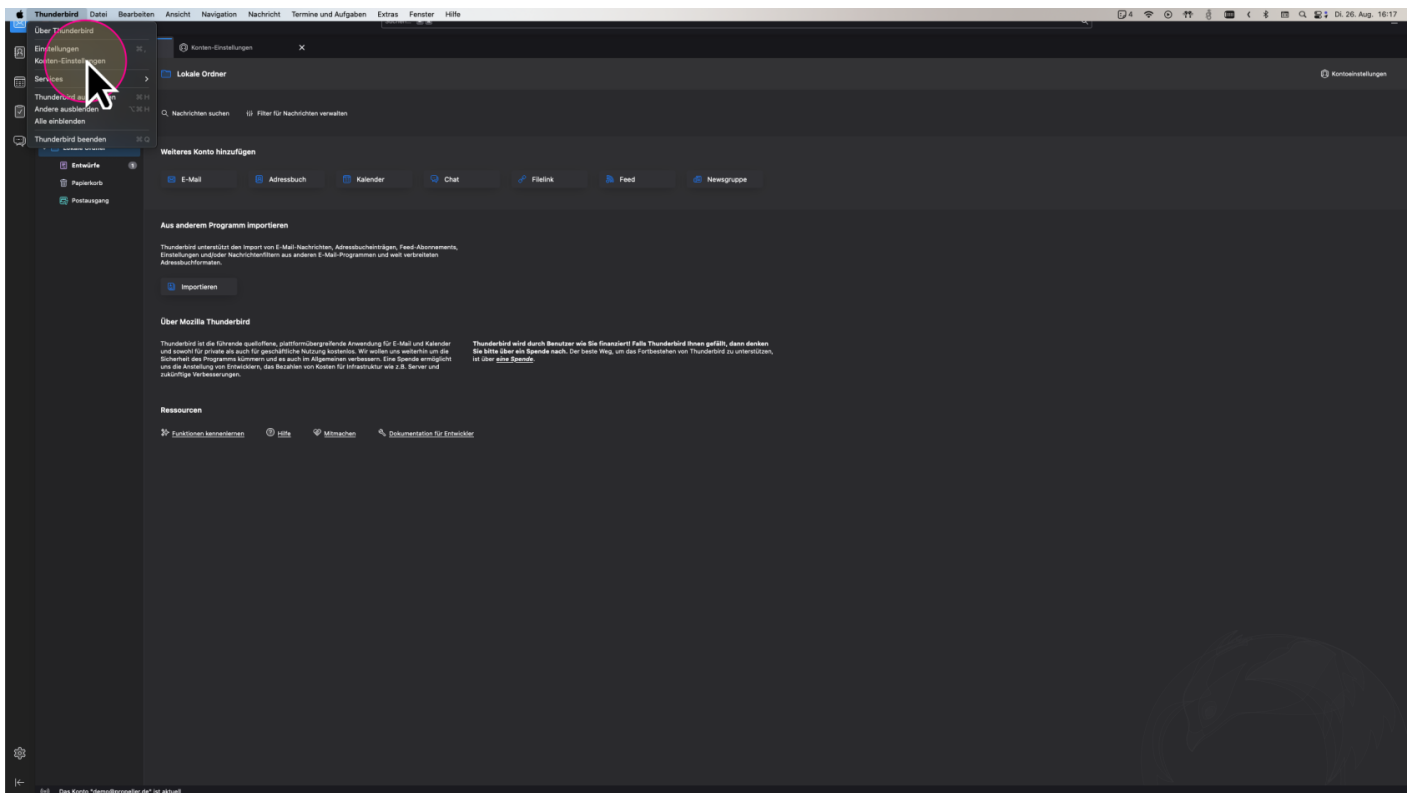 Thunderbird Datei Bearbeiten Ansicht Navigation Nachricht Termine und Aufgaben Extras Fenster Hilfe
4
Di. 26. Aug. 16:17
Über Thunderbird
Einstellungen ⌘ ,
Konten-Einstellungen
Services
Thunderbird ⌘ H
Andere ausblenden ⌥ ⌘ H
Alle einblenden
Thunderbird beenden ⌘ Q
Konten-Einstellungen
Lokale Ordner
Kontoeinstellungen
Nachrichten suchen
Filter für Nachrichten verwalten
Entwürfe
Papierkorb
Postausgang
Weiteres Konto hinzufügen
E-Mail
Adressbuch
Kalender
Chat
Filelink
Feed
Newsgruppe
Aus anderem Programm importieren
Thunderbird unterstützt den Import von E-Mail-Nachrichten, Adressbucheinträgen, Feed-Abonnements,
Einstellungen und/oder Nachrichtenfiltern aus anderen E-Mail-Programmen und weit verbreiteten
Adressbuchformaten.
Importieren
Über Mozilla Thunderbird
Thunderbird ist die führende quelloffene, plattformübergreifende Anwendung für E-Mail und Kalender
und sowohl für private als auch für geschäftliche Nutzung kostenlos. Wir wollen uns weiterhin um die
Sicherheit des Programms kümmern und es auch im Allgemeinen verbessern. Eine Spende ermöglicht
uns die Anstellung von Entwicklern, das Bezahlen von Kosten für Infrastruktur wie z.B. Server und
zukünftige Verbesserungen.
Thunderbird wird durch Benutzer wie Sie finanziert! Falls Thunderbird Ihnen gefällt, dann denken
Sie bitte über ein Spende nach. Der beste Weg, um das Fortbestehen von Thunderbird zu unterstützen,
ist über eine Spende.
Ressourcen
Funktionen kennenlernen
Hilfe
Mitmachen
Dokumentation für Entwickler
Das Konto ist aktuell